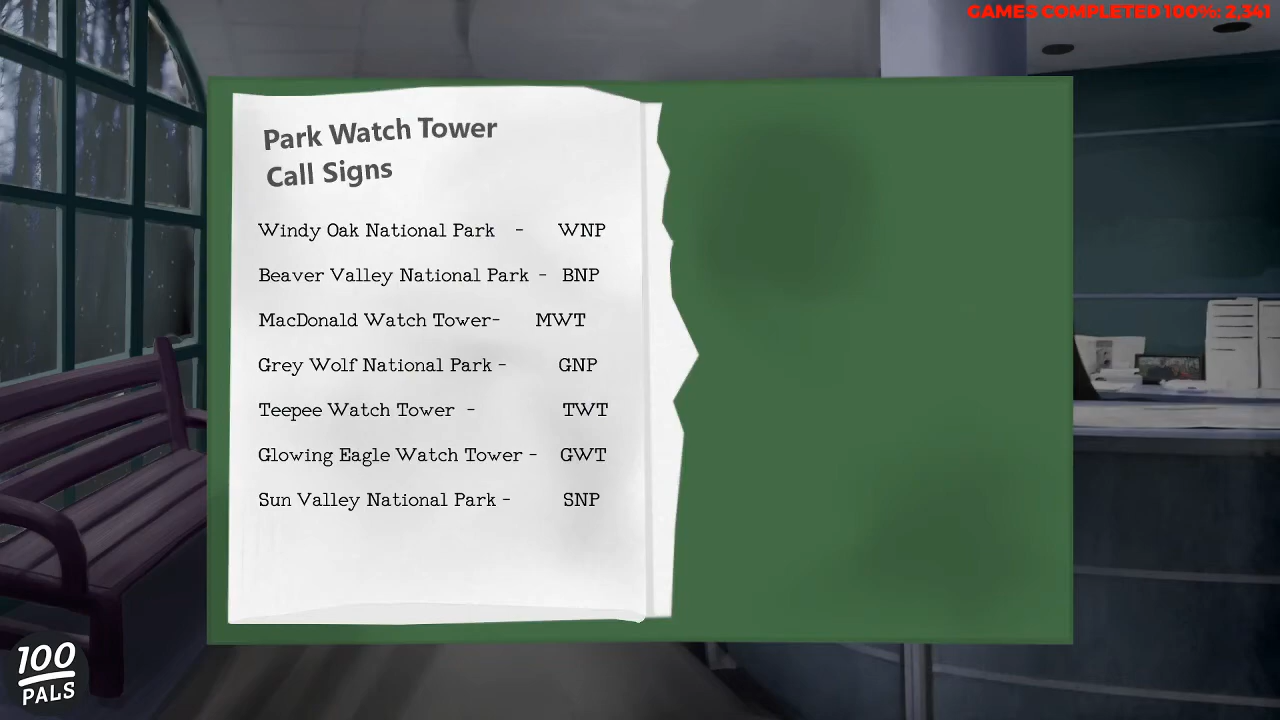 GAMES COMPLETED 100%: 2,341
Park Watch Tower
Call Signs
Windy Oak National Park - WNP
Beaver Valley National Park - BNP
MacDonald Watch Tower- MWT
Grey Wolf National Park - GNP
Teepee Watch Tower - TWT
Glowing Eagle Watch Tower - GWT
Sun Valley National Park - SNP
100
PALS